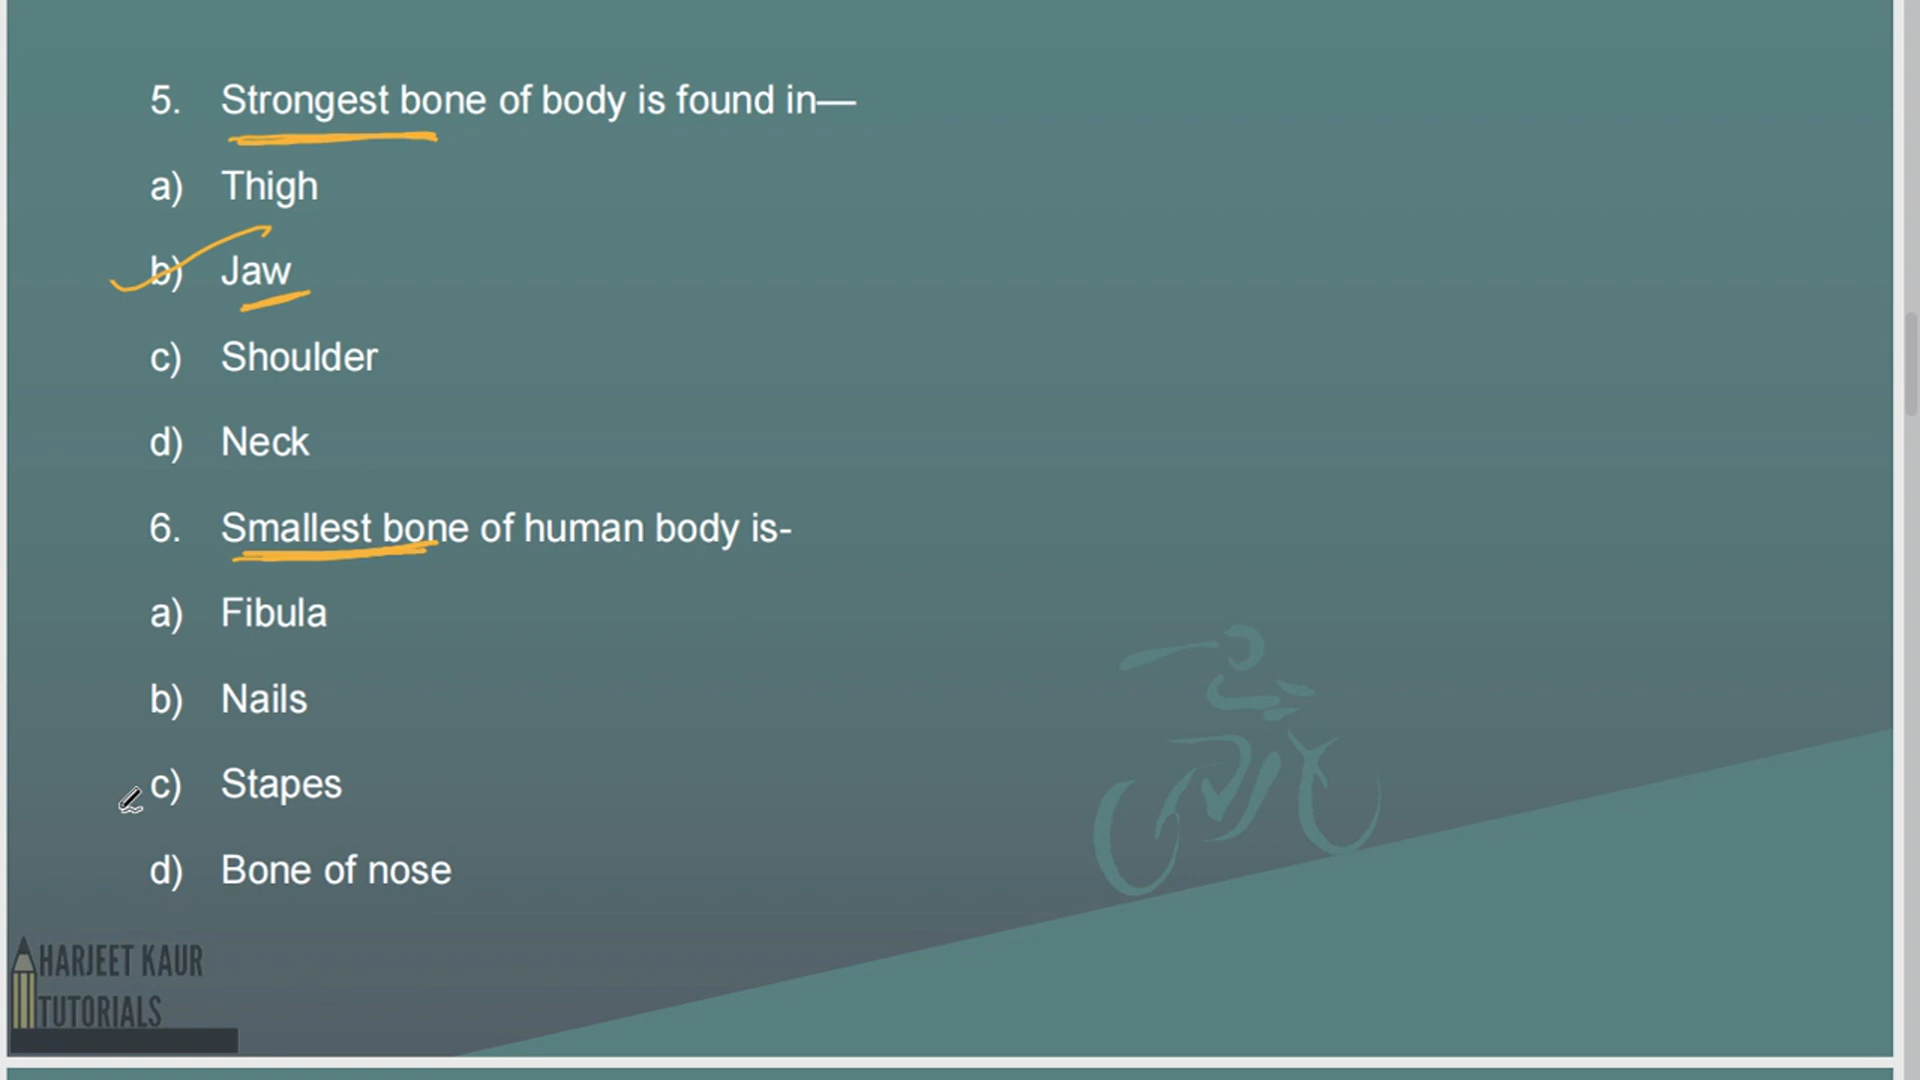 5. Strongest bone of body is found in—
a) Thigh
b) Jaw
c) Shoulder
d) Neck
6. Smallest bone of human body is-
a) Fibula
b) Nails
c) Stapes
d) Bone of nose
HARJEET KAUR
TUTORIALS